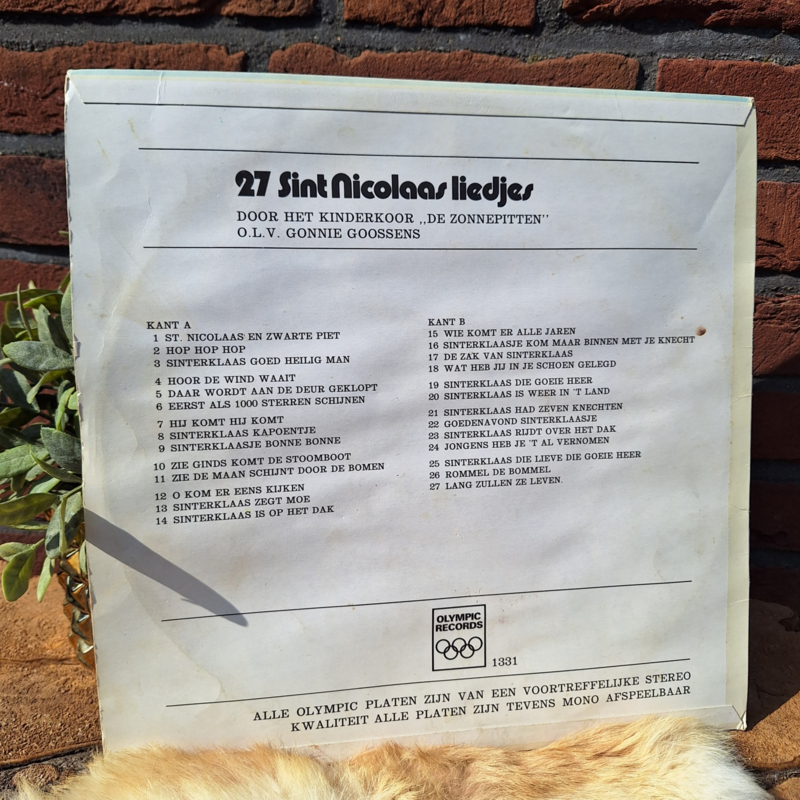 27 Sint Nicolaas liedjes
DOOR HET KINDERKOOR ,,DE ZONNEPITTEN''
O.L.V. GONNIE GOOSSENS
KANT A
1 ST. NICOLAAS EN ZWARTE PIET
2 HOP HOP HOP
3 SINTERKLAAS GOED HEILIG MAN
4 HOOR DE WIND WAAIT
5 DAAR WORDT AAN DE DEUR GEKLOPT
6 EERST ALS 1000 STERREN SCHIJNEN
7 HIJ KOMT HIJ KOMT
8 SINTERKLAAS KAPOENTJE
9 SINTERKLAASJE BONNE BONNE
10 ZIE GINDS KOMT DE STOOMBOOT
11 ZIE DE MAAN SCHIJNT DOOR DE BOMEN
12 O KOM ER EENS KIJKEN
13 SINTERKLAAS ZEGT MOE
14 SINTERKLAAS IS OP HET DAK
KANT B
15 WIE KOMT ER ALLE JAREN
16 SINTERKLAASJE KOM MAAR BINNEN MET JE KNECHT
17 DE ZAK VAN SINTERKLAAS
18 WAT HEB JIJ IN JE SCHOEN GELEGD
19 SINTERKLAAS DIE GOEIE HEER
20 SINTERKLAAS IS WEER IN 'T LAND
21 SINTERKLAAS HAD ZEVEN KNECHTEN
22 GOEDENAVOND SINTERKLAASJE
23 SINTERKLAAS RIJDT OVER HET DAK
24 JONGENS HEB JE 'T AL VERNOMEN
25 SINTERKLAAS DIE LIEVE DIE GOEIE HEER
26 ROMMEL DE BOMMEL
27 LANG ZULLEN ZE LEVEN.
OLYMPIC
RECORDS
1331
ALLE OLYMPIC PLATEN ZIJN VAN EEN VOORTREFFELIJKE STEREO
KWALITEIT ALLE PLATEN ZIJN TEVENS MONO AFSPEELBAAR